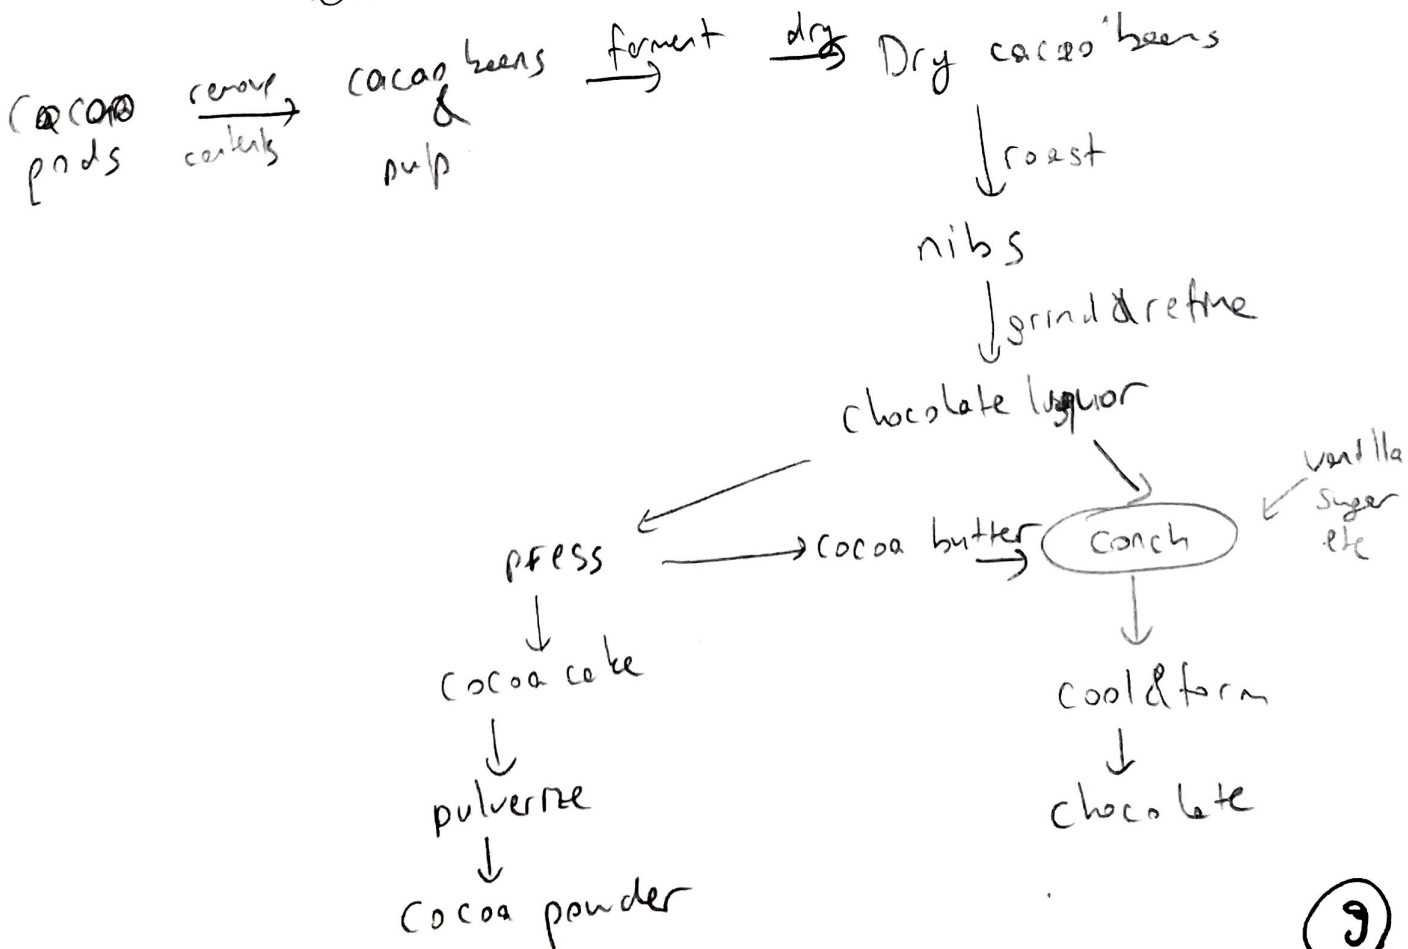 Cacao
pods
remove
contents
cacao beans
&
pulp
ferment
dry
Dry cacao beans
roast
nibs
grind & refine
chocolate liquor
press
cocoa butter
conch
vanilla
sugar
etc
cocoa cake
cool & form
pulverize
chocolate
cocoa powder
9